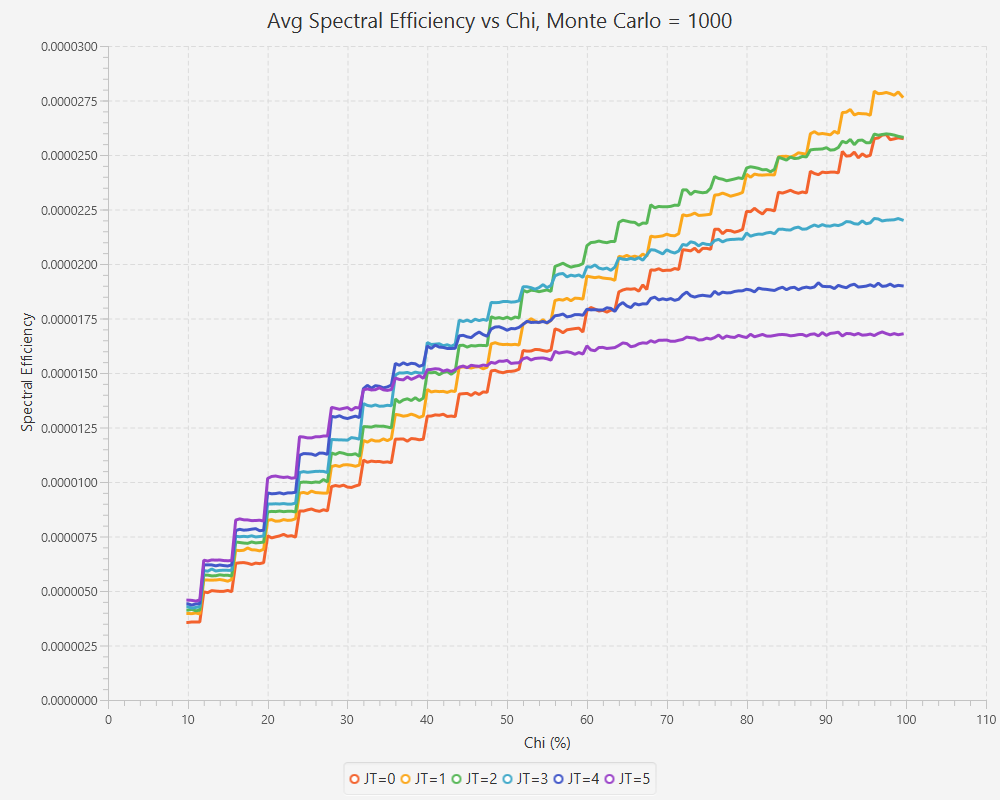 Avg Spectral Efficiency vs Chi, Monte Carlo = 1000
0.0000300
0.0000275
0.0000250
0.0000225
0.0000200
0.0000175
0.0000150
0.0000125
0.0000100
0.0000075
0.0000050
0.0000025
0.0000000
Spectral Efficiency
0 10 20 30 40 50 60 70 80 90 100 110
Chi (%)
JT=0 JT=1 JT=2 JT=3 JT=4 JT=5